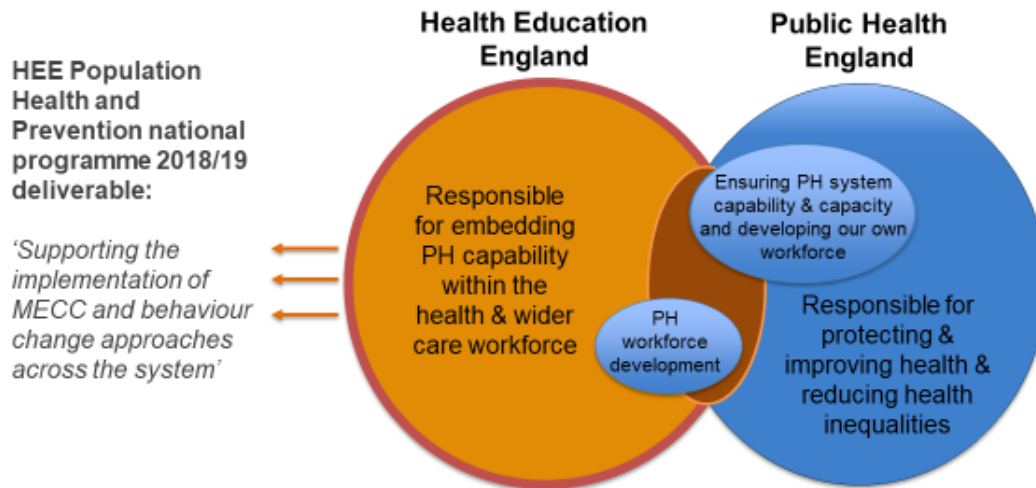 HEE Population
Health and
Prevention national
programme 2018/19
deliverable:
‘Supporting the
implementation of
MECC and behaviour
change approaches
across the system’
Health Education
England
Responsible
for embedding
PH capability
within the
health & wider
care workforce
PH
workforce
development
Public Health
England
Ensuring PH system
capability & capacity
and developing our own
workforce
Responsible for
protecting &
improving health &
reducing health
inequalities